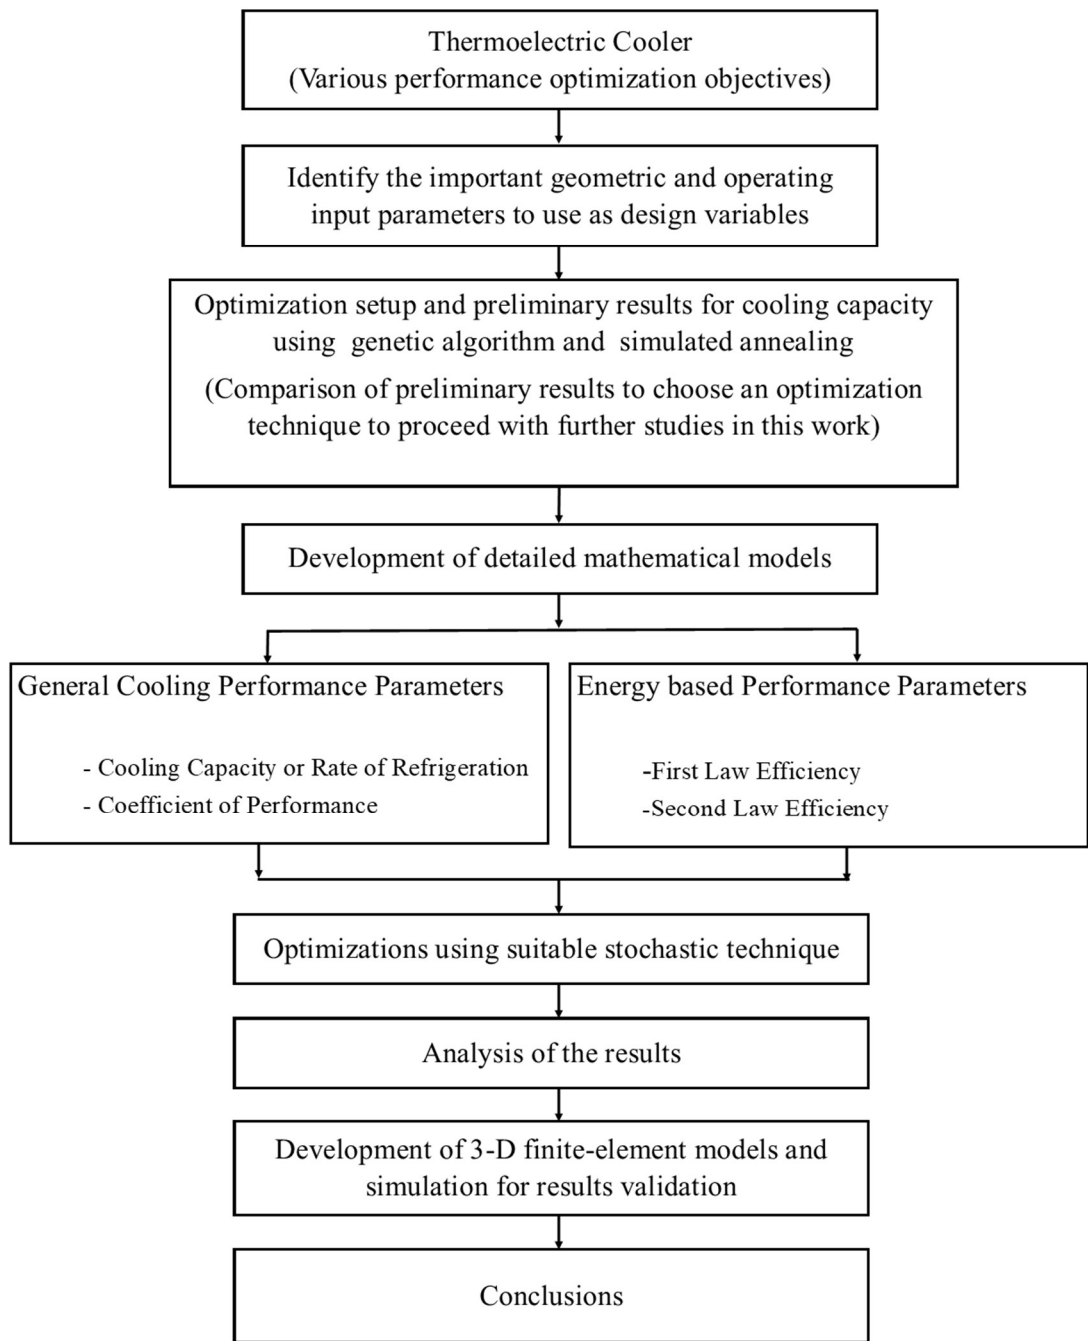 Thermoelectric Cooler
(Various performance optimization objectives)
Identify the important geometric and operating
input parameters to use as design variables
Optimization setup and preliminary results for cooling capacity
using genetic algorithm and simulated annealing
(Comparison of preliminary results to choose an optimization
technique to proceed with further studies in this work)
Development of detailed mathematical models
General Cooling Performance Parameters
- Cooling Capacity or Rate of Refrigeration
- Coefficient of Performance
Energy based Performance Parameters
-First Law Efficiency
-Second Law Efficiency
Optimizations using suitable stochastic technique
Analysis of the results
Development of 3-D finite-element models and
simulation for results validation
Conclusions